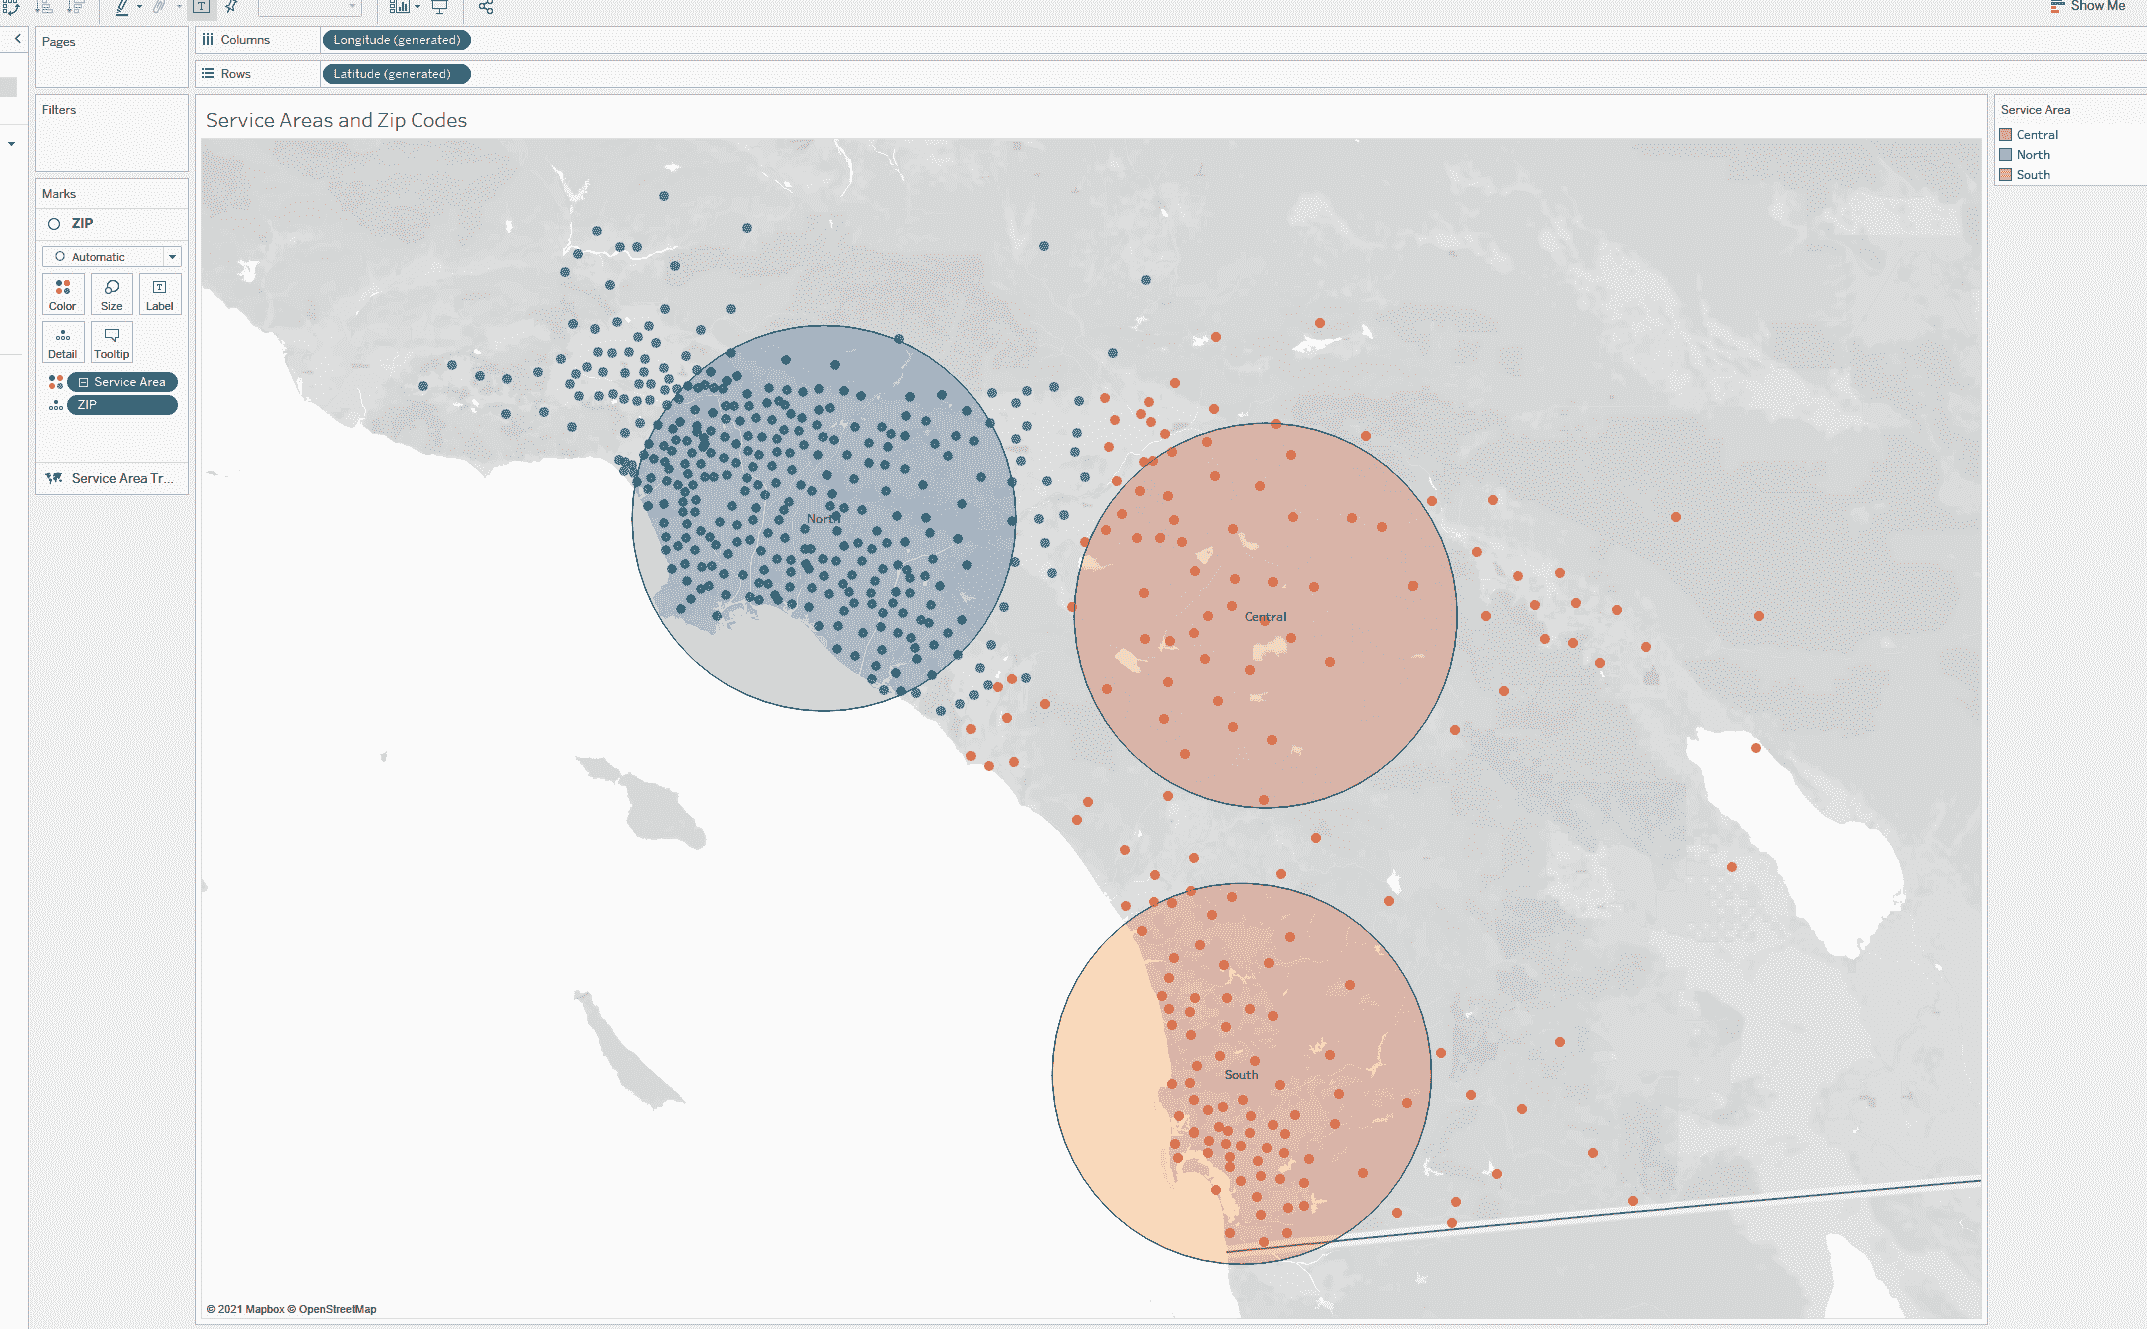 Show Me
Pages
Columns
Longitude (generated)
Rows
Latitude (generated)
Filters
Service Areas and Zip Codes
Service Area
Central
North
South
Marks
ZIP
Automatic
Color
Size
Label
Detail
Tooltip
Service Area
ZIP
Service Area Tr...
North
Central
South
© 2021 Mapbox © OpenStreetMap